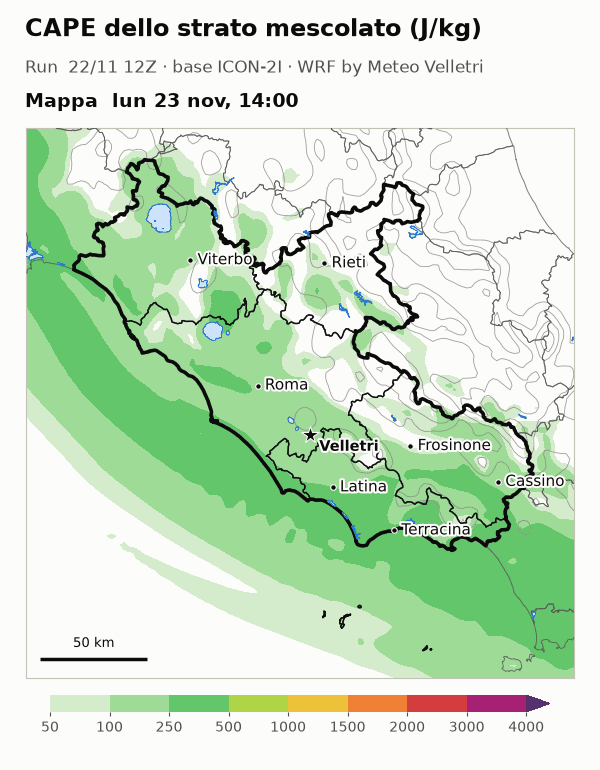 CAPE dello strato mescolato (J/kg)
Run 22/11 12Z · base ICON-2I · WRF by Meteo Velletri
Mappa lun 23 nov, 14:00
Viterbo
Rieti
Roma
Velletri
Frosinone
Cassino
Latina
Terracina
50 km
50 100 250 500 1000 1500 2000 3000 4000